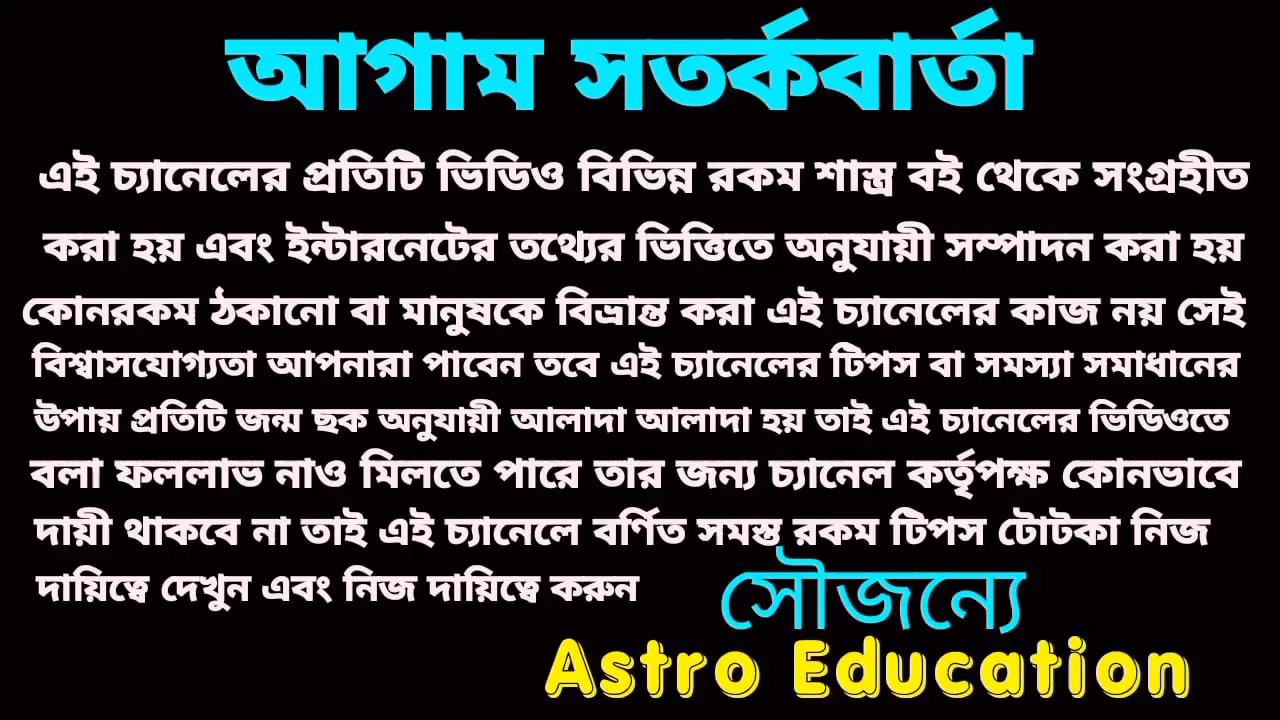 আগাম সতর্কবার্তা
এই চ্যানেলের প্রতিটি ভিডিও বিভিন্ন রকম শাস্ত্র বই থেকে সংগ্রহীত
করা হয় এবং ইন্টারনেটের তথ্যের ভিত্তিতে অনুযায়ী সম্পাদন করা হয়
কোনরকম ঠকানো বা মানুষকে বিভ্রান্ত করা এই চ্যানেলের কাজ নয় সেই
বিশ্বাসযোগ্যতা আপনারা পাবেন তবে এই চ্যানেলের টিপস বা সমস্যা সমাধানের
উপায় প্রতিটি জন্ম ছক অনুযায়ী আলাদা আলাদা হয় তাই এই চ্যানেলের ভিডিওতে
বলা ফললাভ নাও মিলতে পারে তার জন্য চ্যানেল কর্তৃপক্ষ কোনভাবে
দায়ী থাকবে না তাই এই চ্যানেলে বর্ণিত সমস্ত রকম টিপস টোটকা নিজ
দায়িত্বে দেখুন এবং নিজ দায়িত্বে করুন
সৌজন্যে
Astro Education